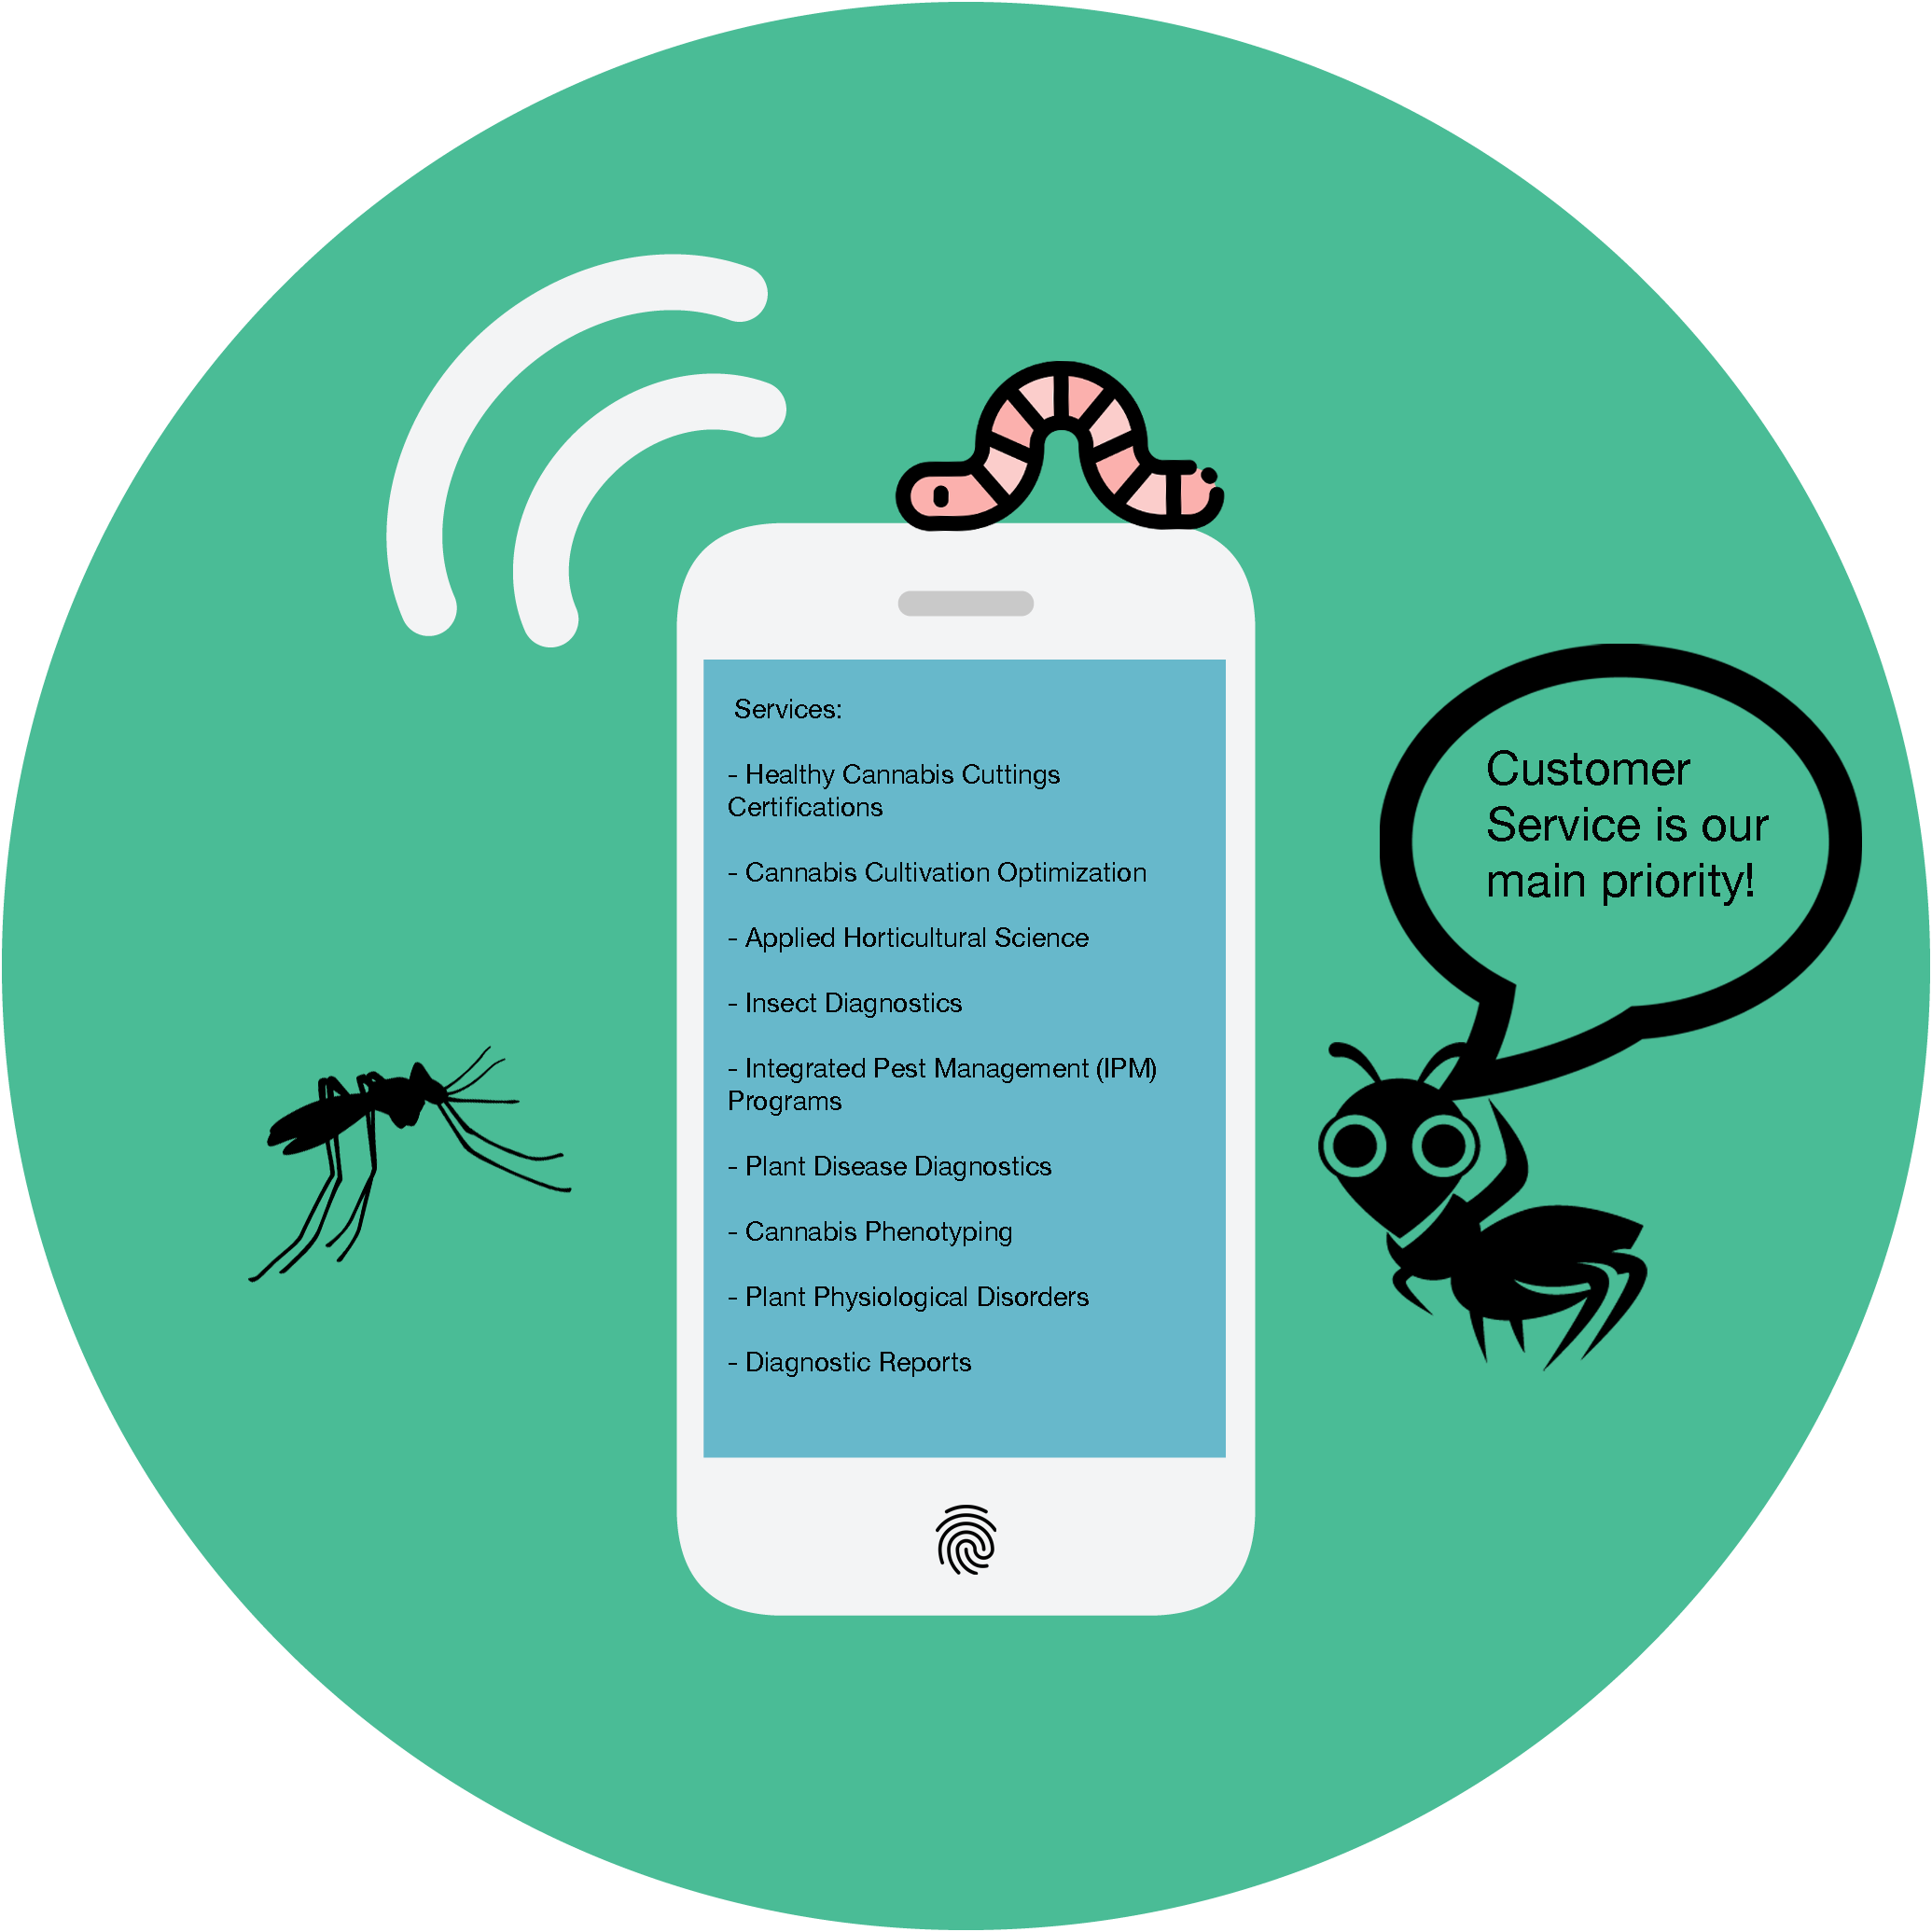 Services:
- Healthy Cannabis Cuttings
Certifications
- Cannabis Cultivation Optimization
- Applied Horticultural Science
- Insect Diagnostics
- Integrated Pest Management (IPM)
Programs
- Plant Disease Diagnostics
- Cannabis Phenotyping
- Plant Physiological Disorders
- Diagnostic Reports
Customer
Service is our
main priority!